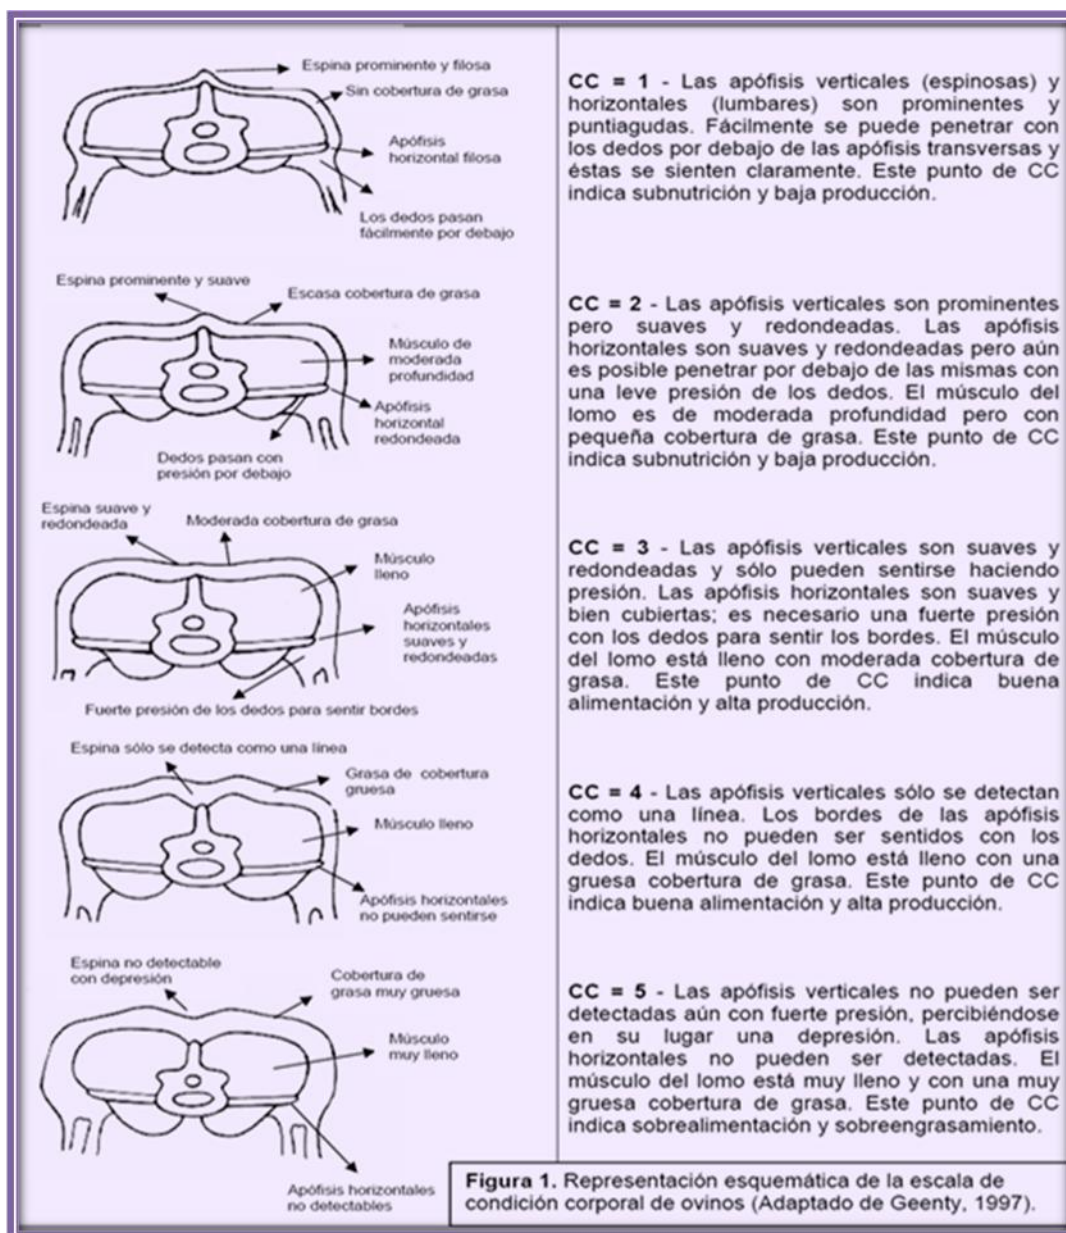 Espina prominente y filosa
Sin cobertura de grasa
Apófisis
horizontal filosa
Los dedos pasan
fácilmente por debajo
CC = 1 - Las apófisis verticales (espinosas) y
horizontales (lumbares) son prominentes y
puntiagudas. Fácilmente se puede penetrar con
los dedos por debajo de las apófisis transversas y
éstas se sienten claramente. Este punto de CC
indica subnutrición y baja producción.
Espina prominente y suave
Escasa cobertura de grasa
Músculo de
moderada
profundidad
Apófisis
horizontal
redondeada
Dedos pasan con
presión por debajo
CC = 2 - Las apófisis verticales son prominentes
pero suaves y redondeadas. Las apófisis
horizontales son suaves y redondeadas pero aún
es posible penetrar por debajo de las mismas con
una leve presión de los dedos. El músculo del
lomo es de moderada profundidad pero con
pequeña cobertura de grasa. Este punto de CC
indica subnutrición y baja producción.
Espina suave y
redondeada
Moderada cobertura de grasa
Músculo
lleno
Apófisis
horizontales
suaves y
redondeadas
Fuerte presión de los dedos para sentir bordes
CC = 3 - Las apófisis verticales son suaves y
redondeadas y sólo pueden sentirse haciendo
presión. Las apófisis horizontales son suaves y
bien cubiertas; es necesario una fuerte presión
con los dedos para sentir los bordes. El músculo
del lomo está lleno con moderada cobertura de
grasa. Este punto de CC indica buena
alimentación y alta producción.
Espina sólo se detecta como una línea
Grasa de cobertura
gruesa
Músculo lleno
Apófisis horizontales
no pueden sentirse
CC = 4 - Las apófisis verticales sólo se detectan
como una línea. Los bordes de las apófisis
horizontales no pueden ser sentidos con los
dedos. El músculo del lomo está lleno con una
gruesa cobertura de grasa. Este punto de CC
indica buena alimentación y alta producción.
Espina no detectable
con depresión
Cobertura de
grasa muy gruesa
Músculo
muy lleno
Apófisis horizontales
no detectables
CC = 5 - Las apófisis verticales no pueden ser
detectadas aún con fuerte presión, percibiéndose
en su lugar una depresión. Las apófisis
horizontales no pueden ser detectadas. El
músculo del lomo está muy lleno y con una muy
gruesa cobertura de grasa. Este punto de CC
indica sobrealimentación y sobreengrasamiento.
Figura 1. Representación esquemática de la escala de
condición corporal de ovinos (Adaptado de Geenty, 1997).